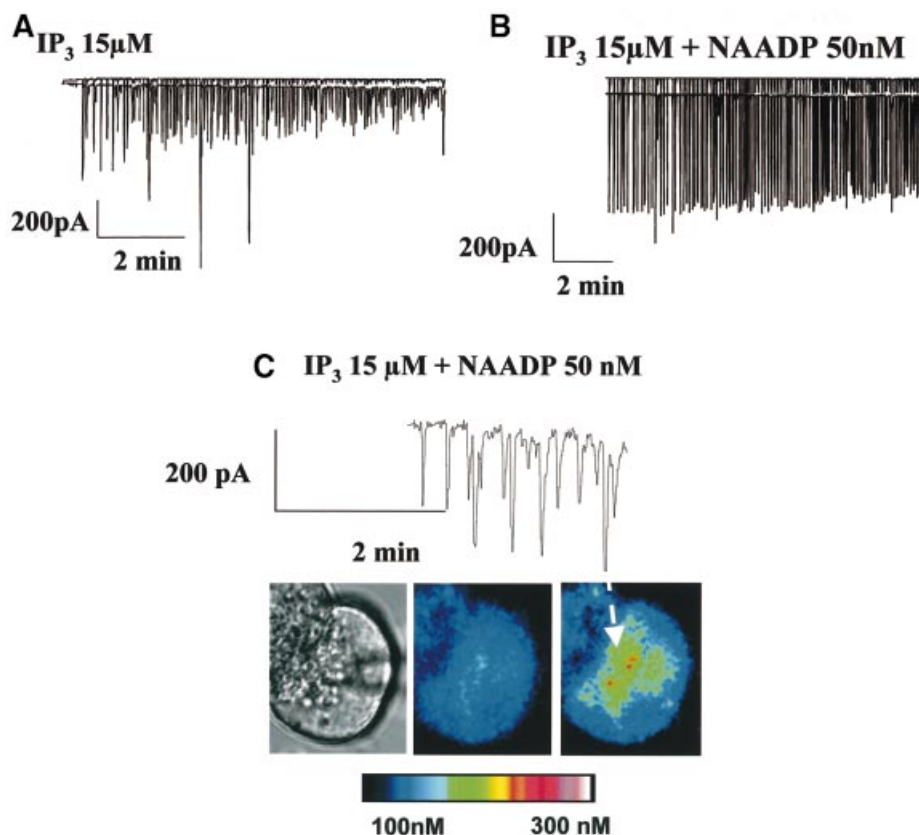 A
IP₃ 15µM
200pA
2 min
B
IP₃ 15µM + NAADP 50nM
200pA
2 min
C IP₃ 15 µM + NAADP 50 nM
200 pA
2 min
100nM 300 nM